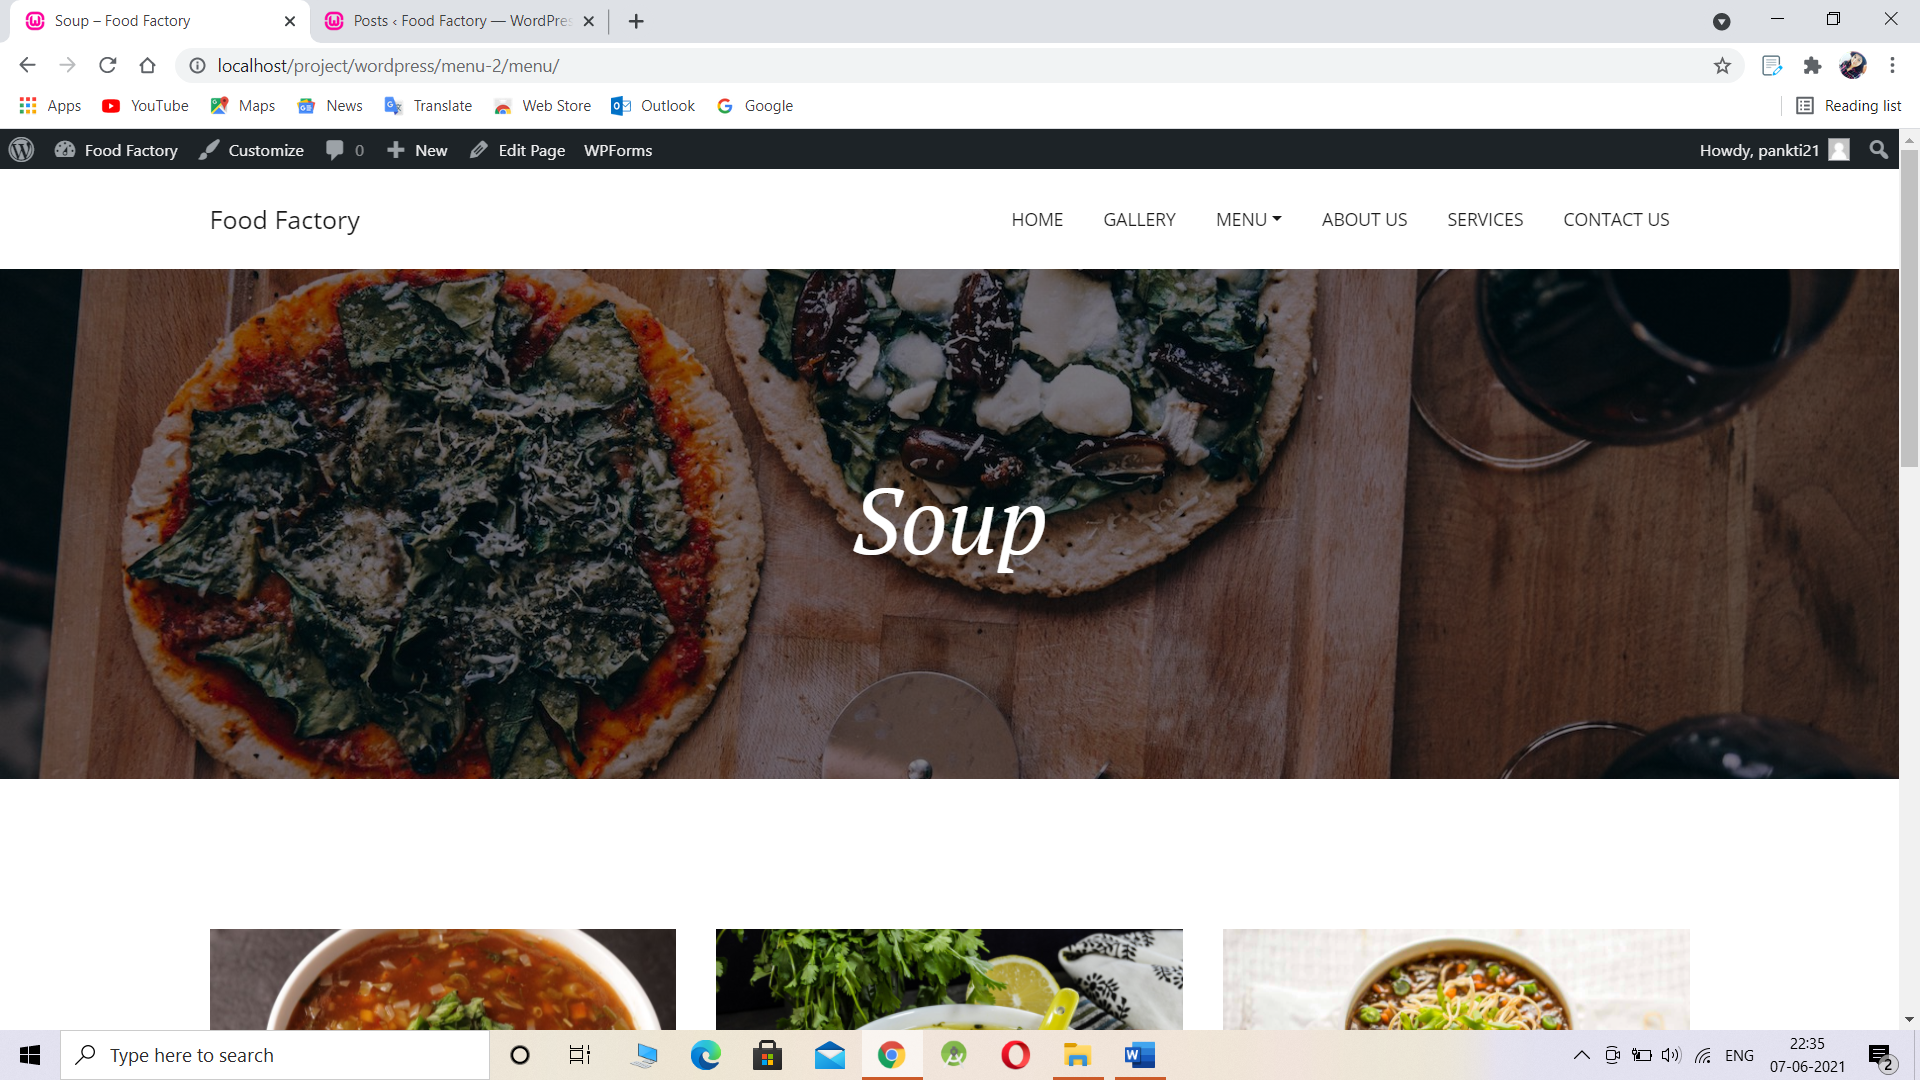 Soup – Food Factory
Posts ‹ Food Factory — WordPres
localhost/project/wordpress/menu-2/menu/
Apps YouTube Maps News Translate Web Store Outlook Google Reading list
Food Factory Customize 0 New Edit Page WPForms Howdy, pankti21
Food Factory HOME GALLERY MENU ABOUT US SERVICES CONTACT US
Soup
Type here to search
ENG
22:35
07-06-2021
2